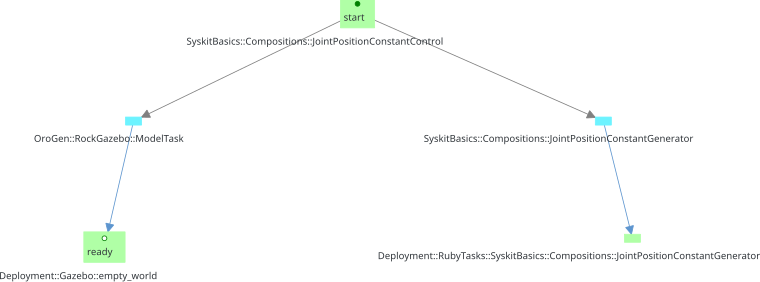 start
SyskitBasics::Compositions::JointPositionConstantControl
OroGen::RockGazebo::ModelTask
SyskitBasics::Compositions::JointPositionConstantGenerator
ready
Deployment::RubyTasks::SyskitBasics::Compositions::JointPositionConstantGenerator
Deployment::Gazebo::empty_world